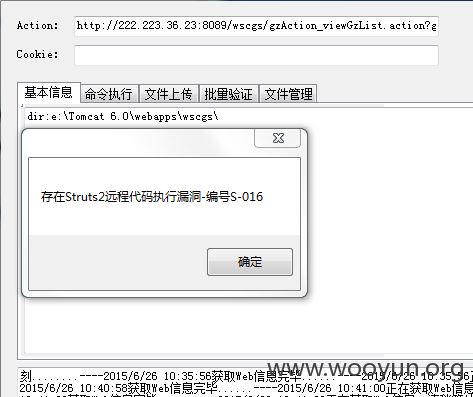 Action: http://222.223.36.23:8089/wscgs/gzAction_viewGzList.action?g
Cookie:
基本信息 命令执行 文件上传 批量验证 文件管理
dir:e:\Tomcat 6.0\webapps\wscgs\
存在Struts2远程代码执行漏洞-编号S-016
确定
刻........----2015/6/26 10:35:56获取Web信息完毕......----2015/6/26 10:35:56
www.wooyun.org
2015/6/26 10:40:58获取Web信息完毕......----2015/6/26 10:41:00正在获取Web信息